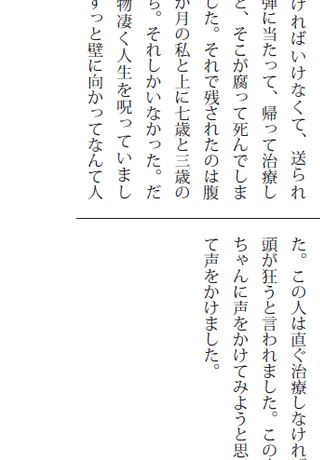 ければいけなくて、送られ
弾に当たって、帰って治療し
と、そこが腐って死んでしま
した。それで残されたのは腹
か月の私と上に七歳と三歳の
ち。それしかいなかった。だ
物凄く人生を呪っていまし
ずっと壁に向かってなんて人
た。この人は直ぐ治療しなけれ
頭が狂うと言われました。この
ちゃんに声をかけてみようと思
て声をかけました。